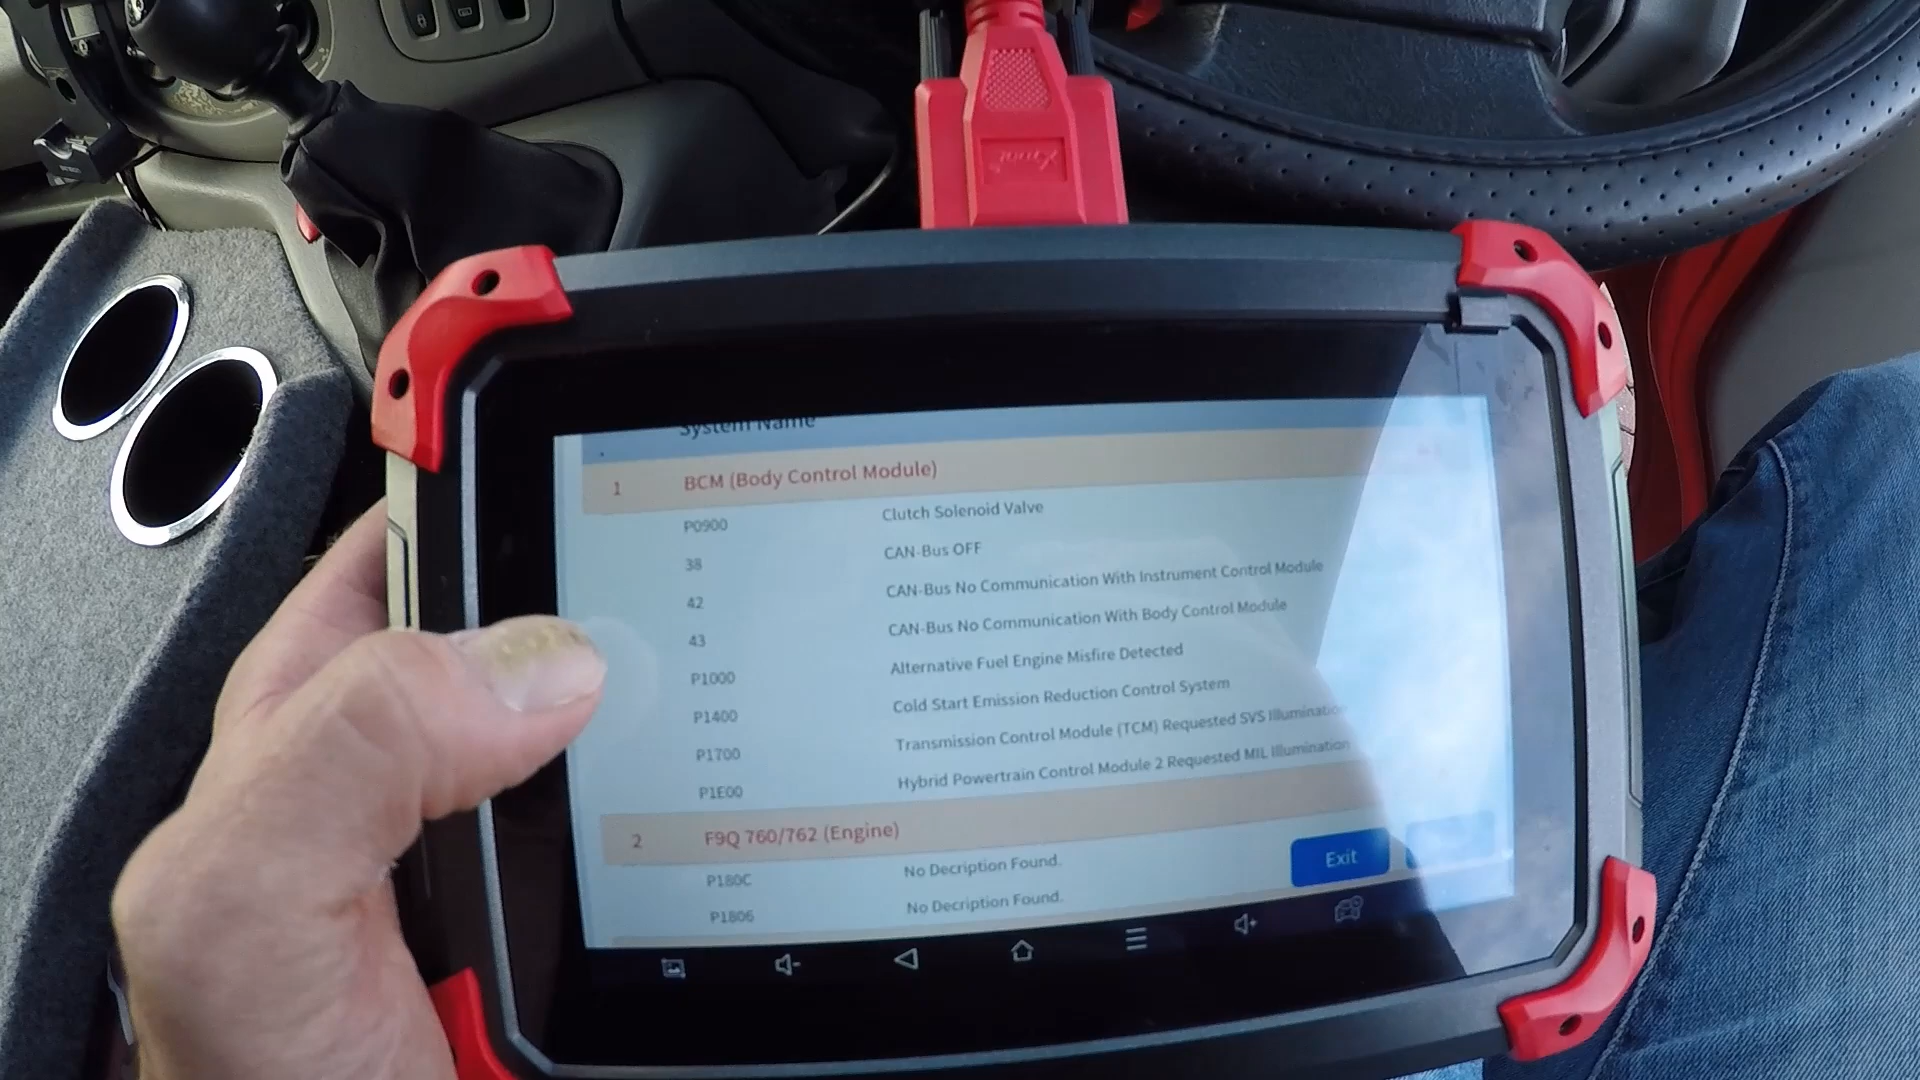 System Name
1 BCM (Body Control Module)
P0900 Clutch Solenoid Valve
38 CAN-Bus OFF
42 CAN-Bus No Communication With Instrument Control Module
43 CAN-Bus No Communication With Body Control Module
P1000 Alternative Fuel Engine Misfire Detected
P1400 Cold Start Emission Reduction Control System
P1700 Transmission Control Module (TCM) Requested SVS Illumination
P1E00 Hybrid Powertrain Control Module 2 Requested MIL Illumination
2 F9Q 760/762 (Engine)
P180C No Decription Found.
P1806 No Decription Found.
Exit